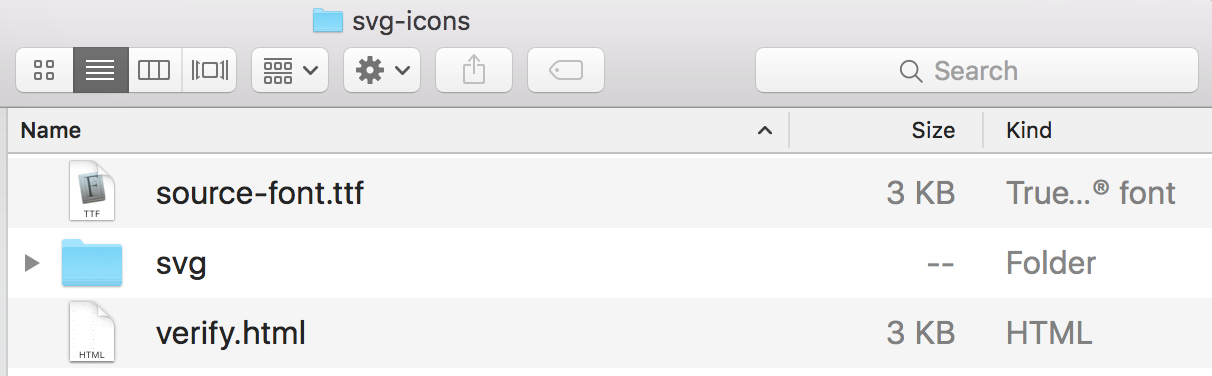 svg-icons
Search
Name Size Kind
source-font.ttf 3 KB True...® font
TTF
svg -- Folder
verify.html 3 KB HTML
HTML